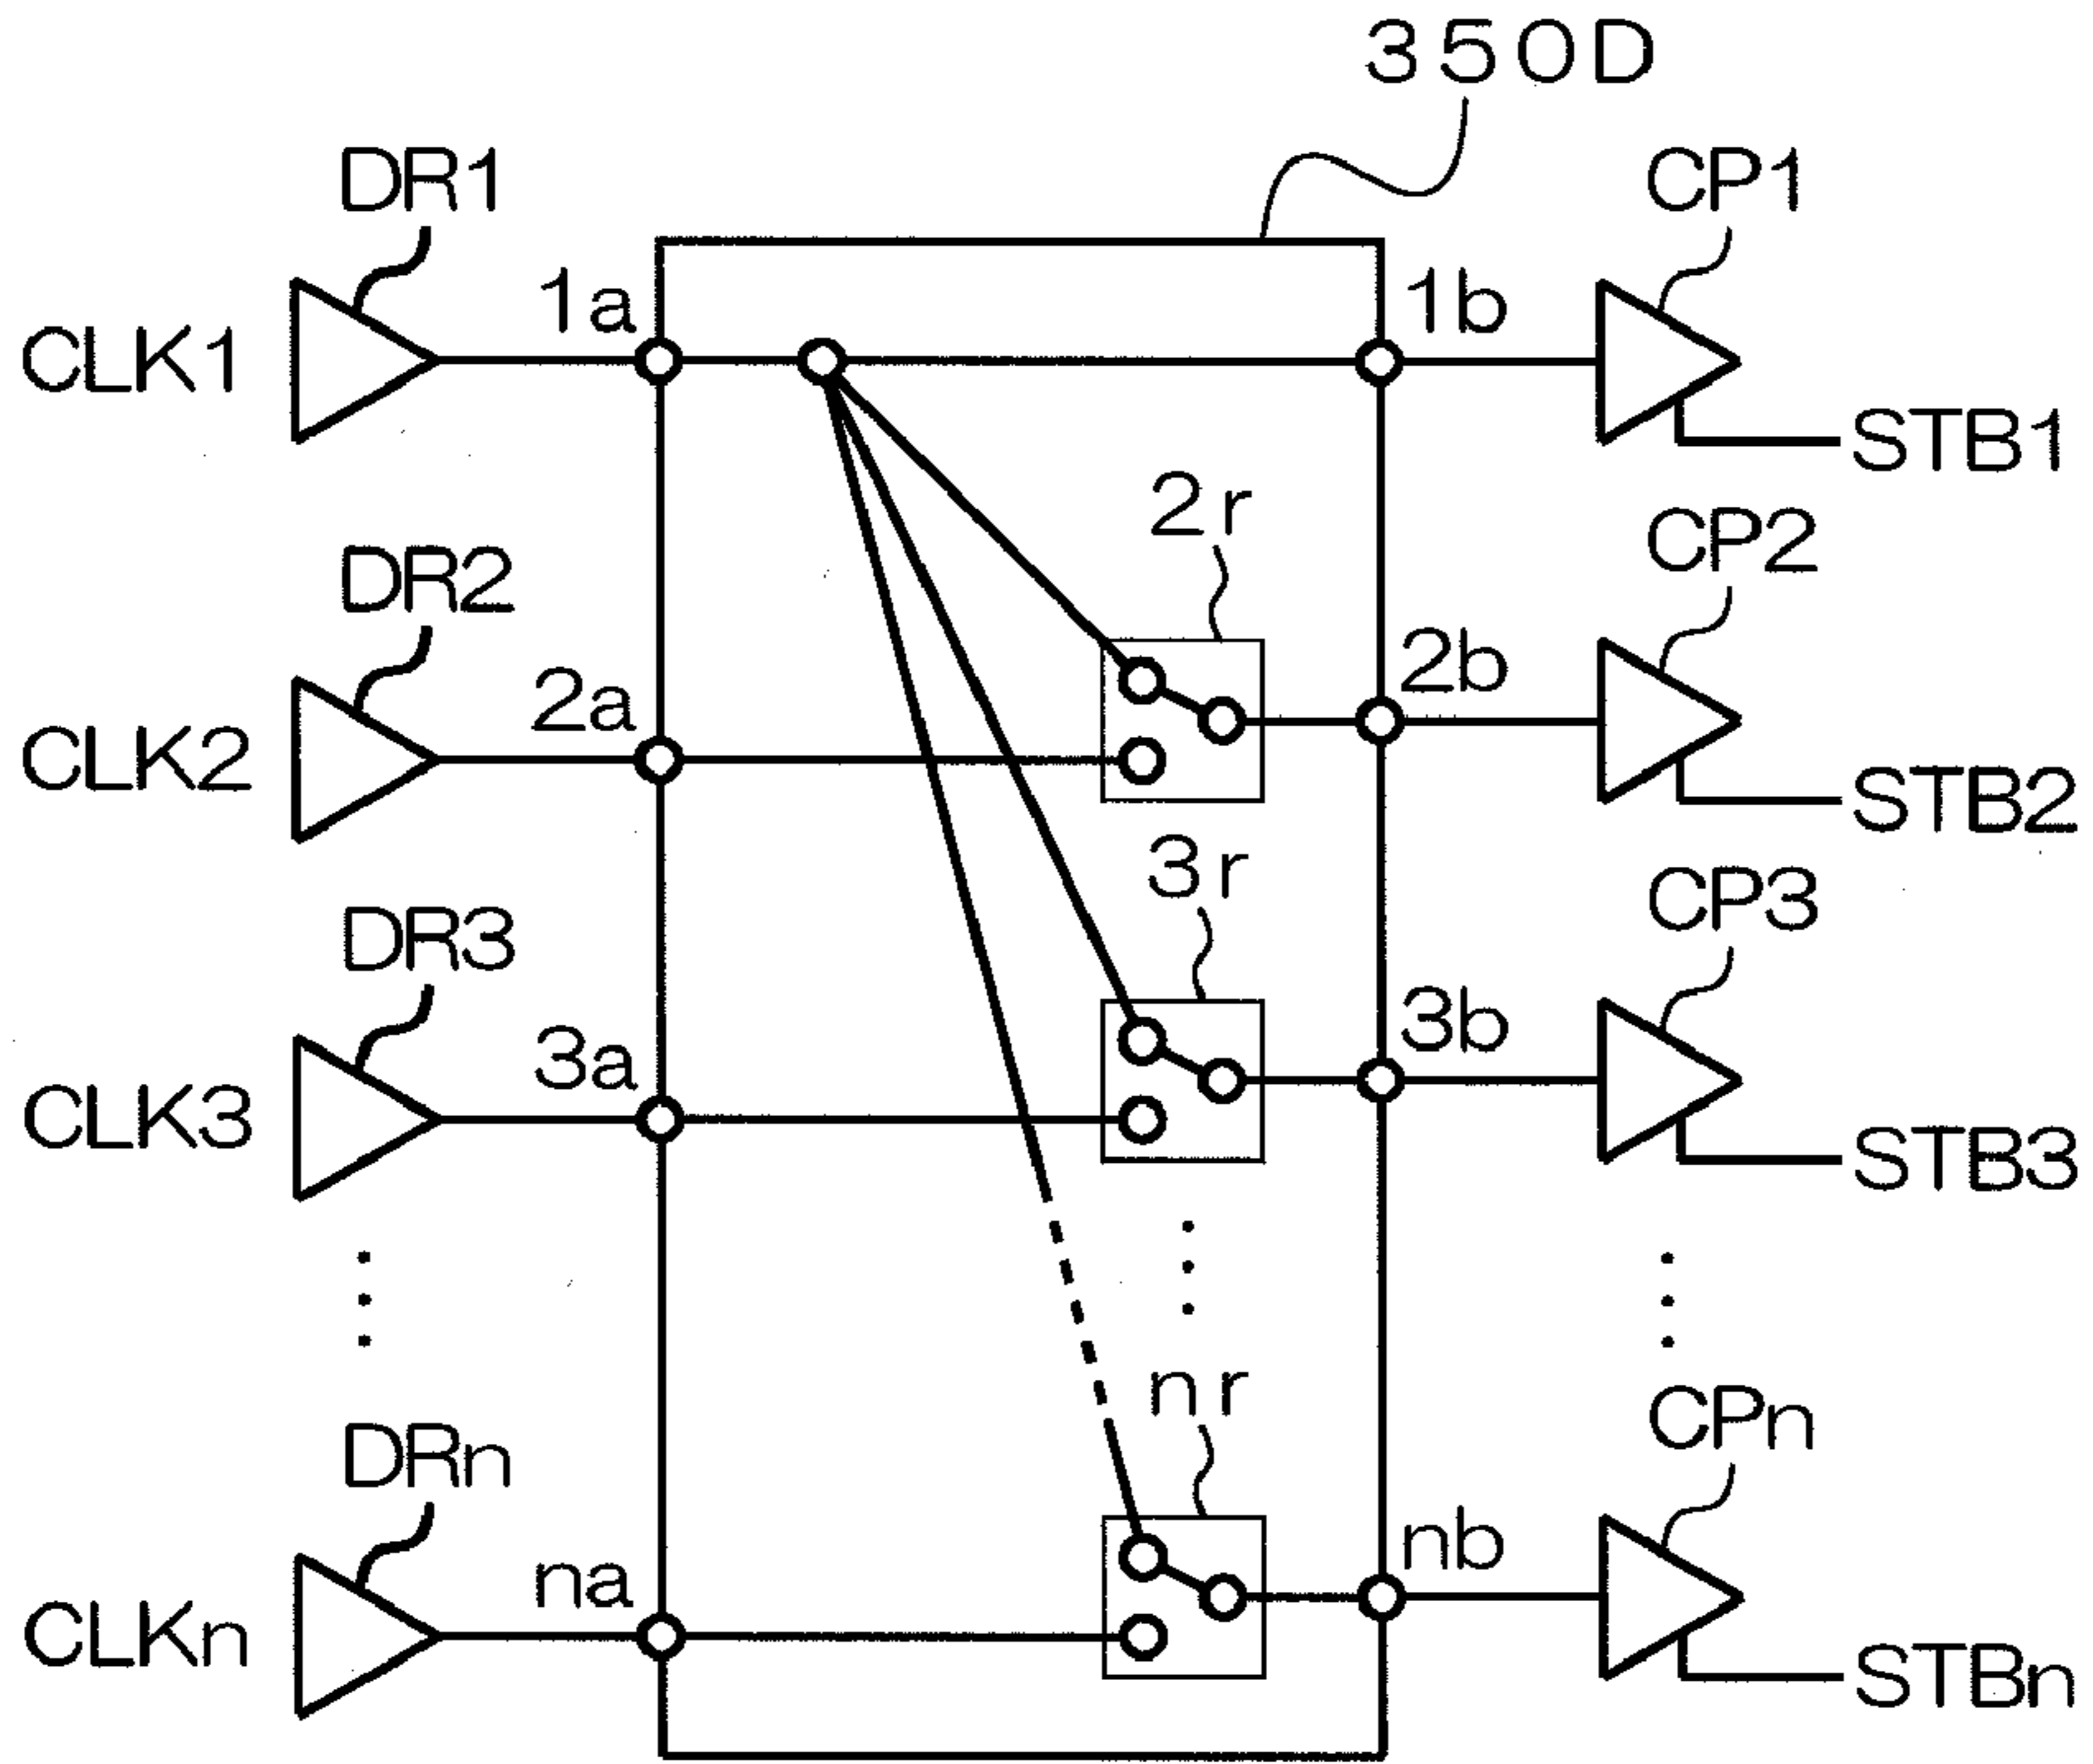 350D
DR1
CP1
1a
1b
CLK1
STB1
2r
CP2
DR2
2a
2b
CLK2
STB2
3r
CP3
DR3
3a
3b
CLK3
STB3
nr
CPn
DRn
na
nb
CLKn
STBn